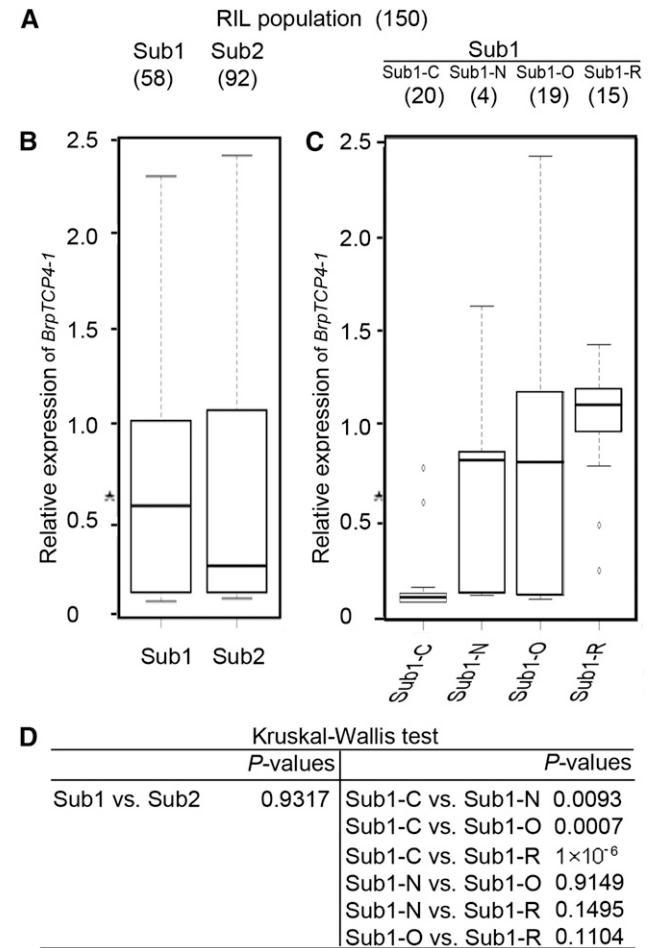 A
RIL population (150)
Sub1 Sub2
(58) (92)
Sub1
Sub1-C Sub1-N Sub1-O Sub1-R
(20) (4) (19) (15)
B
Relative expression of BrpTCP4-1
2.5
2.0
1.5
1.0
0.5
0
Sub1 Sub2
C
Relative expression of BrpTCP4-1
2.5
2.0
1.5
1.0
0.5
0
Sub1-C Sub1-N Sub1-O Sub1-R
D
Kruskal-Wallis test
P-values P-values
Sub1 vs. Sub2 0.9317 Sub1-C vs. Sub1-N 0.0093
Sub1-C vs. Sub1-O 0.0007
Sub1-C vs. Sub1-R 1×10⁻⁶
Sub1-N vs. Sub1-O 0.9149
Sub1-N vs. Sub1-R 0.1495
Sub1-O vs. Sub1-R 0.1104